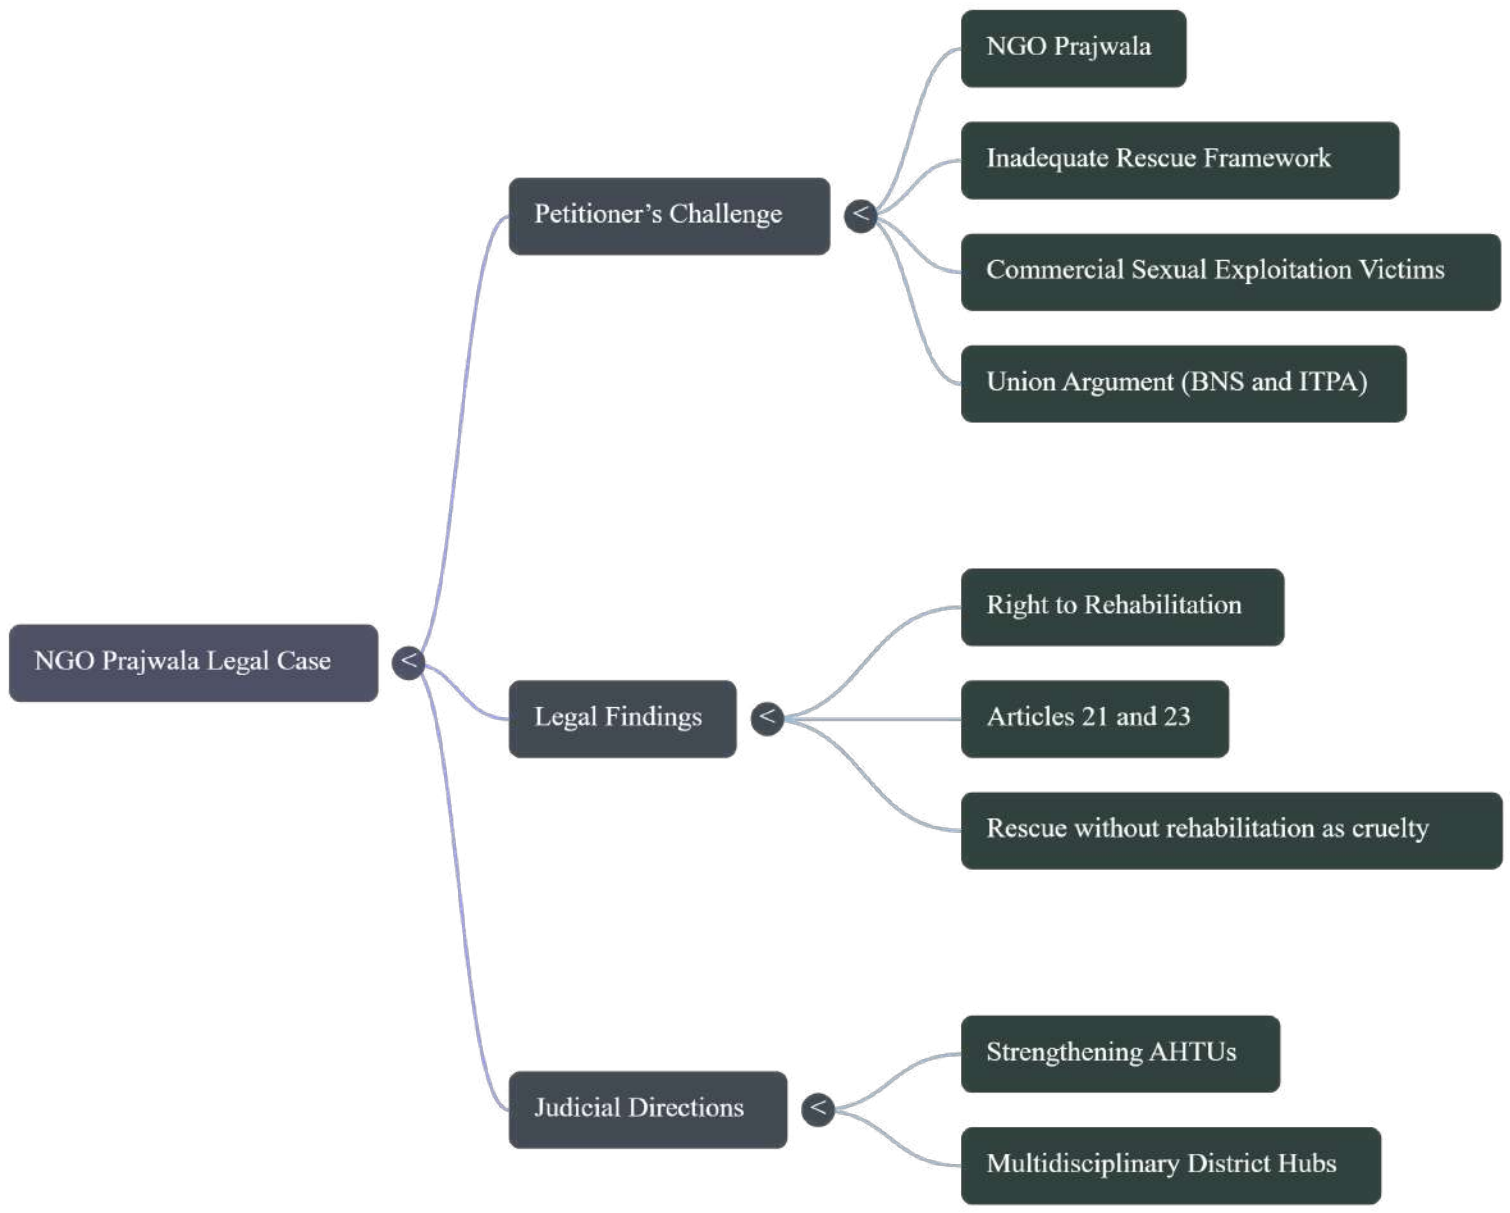 NGO Prajwala Legal Case
<
Petitioner’s Challenge
<
NGO Prajwala
Inadequate Rescue Framework
Commercial Sexual Exploitation Victims
Union Argument (BNS and ITPA)
Legal Findings
<
Right to Rehabilitation
Articles 21 and 23
Rescue without rehabilitation as cruelty
Judicial Directions
<
Strengthening AHTUs
Multidisciplinary District Hubs